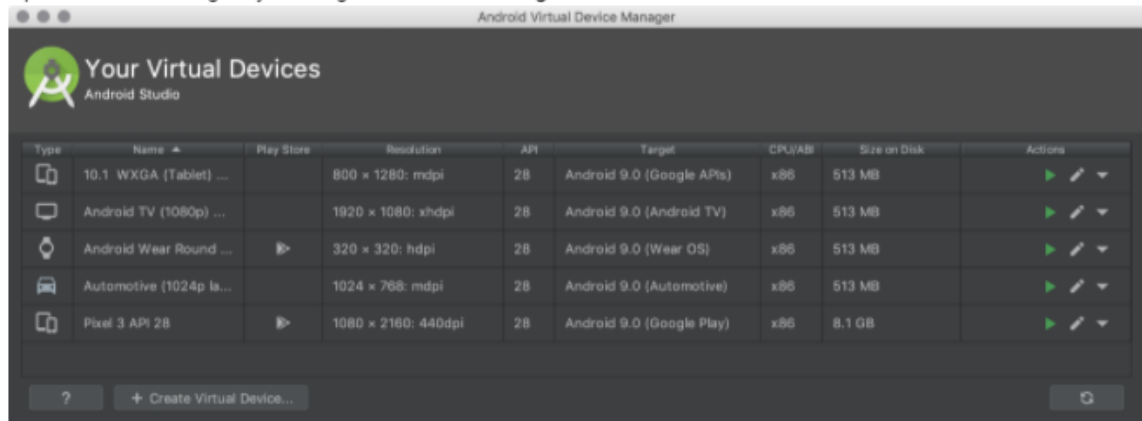 Android Virtual Device Manager
Your Virtual Devices
Android Studio
Type Name Play Store Resolution API Target CPU/ABI Size on Disk Actions
10.1 WXGA (Tablet) ... 800 × 1280: mdpi 28 Android 9.0 (Google APIs) x86 513 MB
Android TV (1080p) ... 1920 × 1080: xhdpi 28 Android 9.0 (Android TV) x86 513 MB
Android Wear Round ... 320 × 320: hdpi 28 Android 9.0 (Wear OS) x86 513 MB
Automotive (1024p la... 1024 × 768: mdpi 28 Android 9.0 (Automotive) x86 513 MB
Pixel 3 API 28 1080 × 2160: 440dpi 28 Android 9.0 (Google Play) x86 8.1 GB
? + Create Virtual Device...